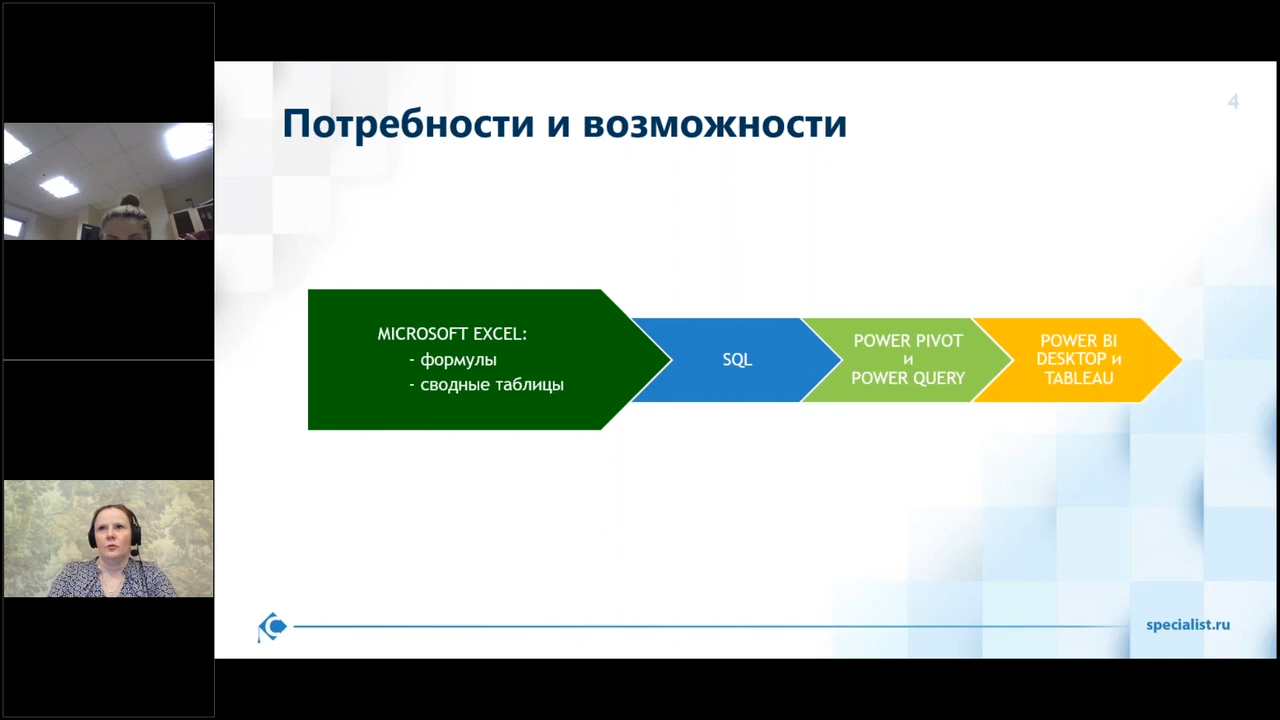 4
Потребности и возможности
MICROSOFT EXCEL:
- формулы
- сводные таблицы
SQL
POWER PIVOT
и
POWER QUERY
POWER BI
DESKTOP и
TABLEAU
specialist.ru